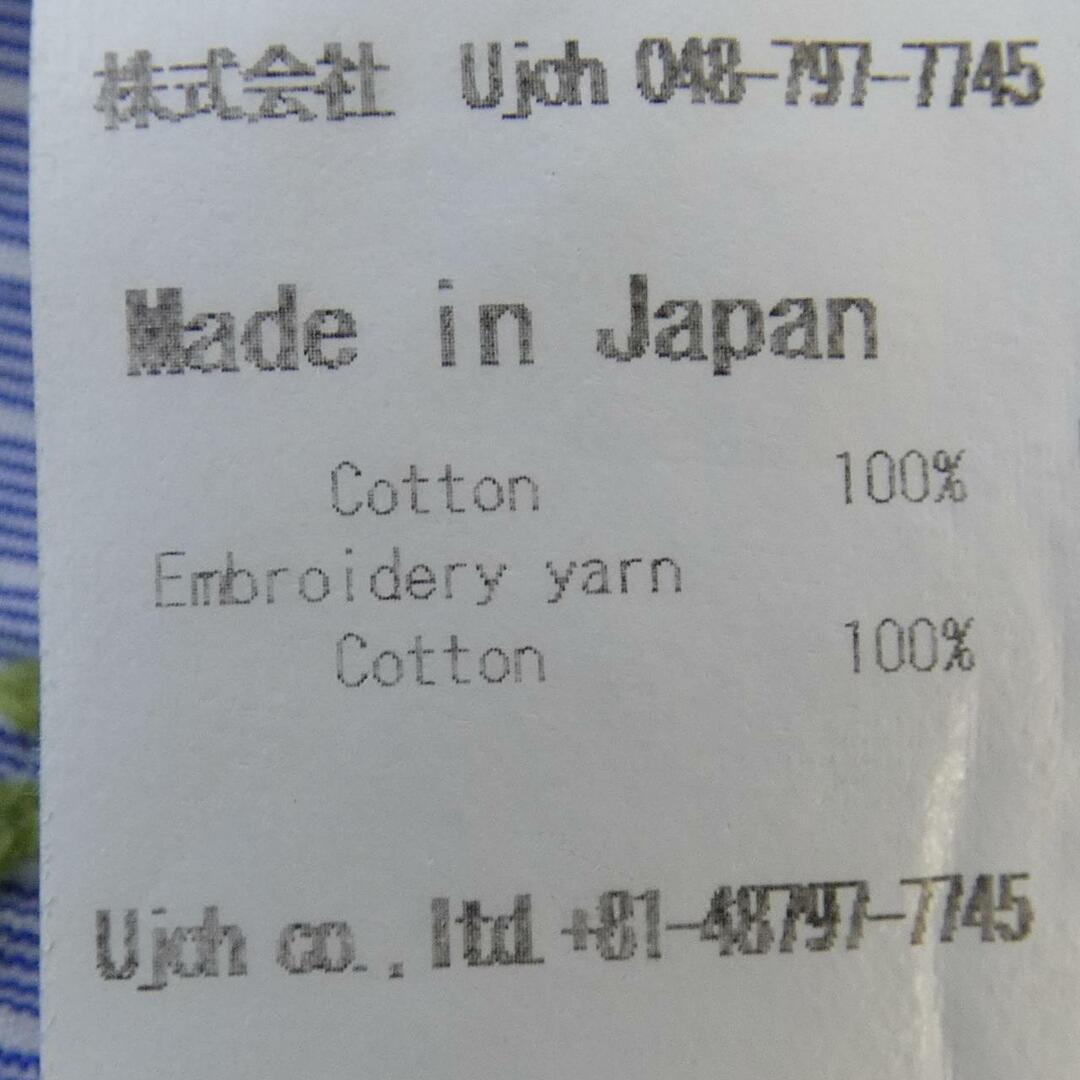 株式会社 Ujoh 048-797-7745
Made in Japan
Cotton 100%
Embroidery yarn
Cotton 100%
Ujoh co., ltd. +81-48797-7745